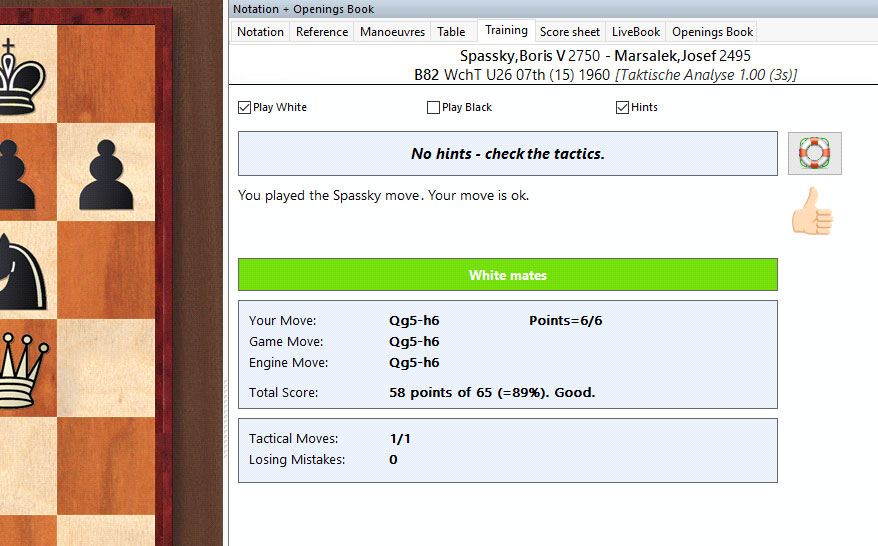 Notation + Openings Book
Notation Reference Manoeuvres Table Training Score sheet LiveBook Openings Book
Spassky,Boris V 2750 - Marsalek,Josef 2495
B82 WchT U26 07th (15) 1960 [Taktische Analyse 1.00 (3s)]
Play White Play Black Hints
No hints - check the tactics.
You played the Spassky move. Your move is ok.
White mates
Your Move: Qg5-h6 Points=6/6
Game Move: Qg5-h6
Engine Move: Qg5-h6
Total Score: 58 points of 65 (=89%). Good.
Tactical Moves: 1/1
Losing Mistakes: 0